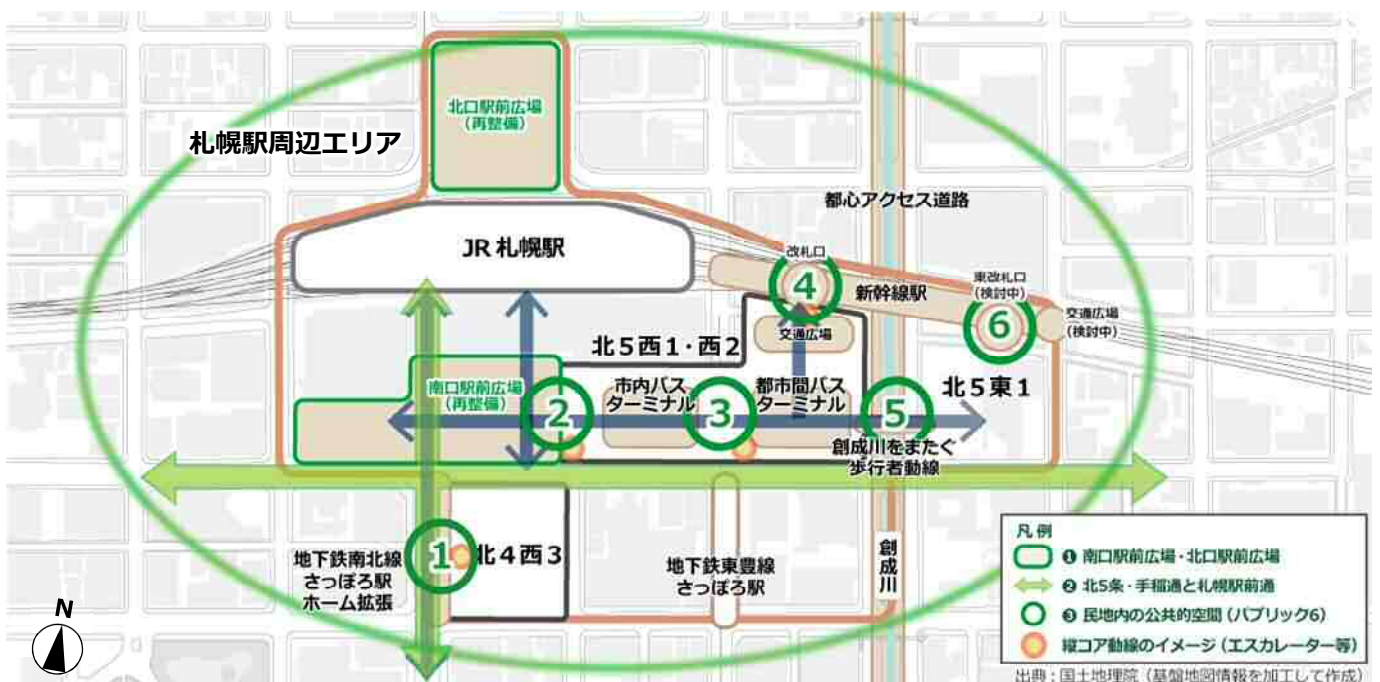 北口駅前広場
(再整備)
札幌駅周辺エリア
都心アクセス道路
JR 札幌駅
改札口
4
新幹線駅
東改札口
(検討中)
6
交通広場
(検討中)
交通広場
北5西1・西2
北5東1
南口駅前広場
(再整備)
2
市内バス
ターミナル
3
都市間バス
ターミナル
5
創成川をまたぐ
歩行者動線
1
北4西3
地下鉄南北線
さっぽろ駅
ホーム拡張
地下鉄東豊線
さっぽろ駅
創成川
N
凡例
❶ 南口駅前広場・北口駅前広場
❷ 北5条・手稲通と札幌駅前通
❸ 民地内の公共的空間 (パブリック6)
縦コア動線のイメージ (エスカレーター等)
出典:国土地理院 (基盤地図情報を加工して作成)